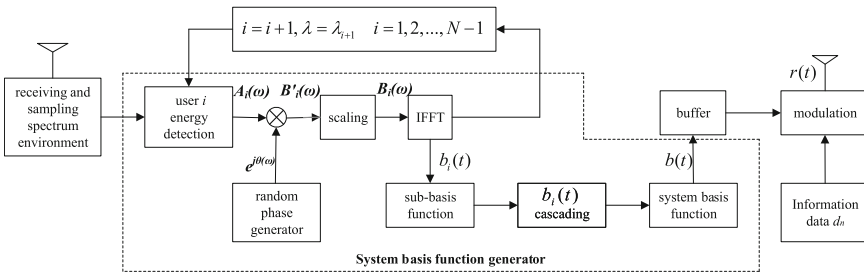 i = i+1, λ = λ_{i+1} i = 1, 2, ..., N − 1
receiving and
sampling
spectrum
environment
user i
energy
detection
A_i(ω)
B'_i(ω)
scaling
B_i(ω)
IFFT
e^{jθ(ω)}
random
phase
generator
b_i(t)
sub-basis
function
b_i(t)
cascading
system basis
function
b(t)
buffer
r(t)
modulation
Information
data d_n
System basis function generator